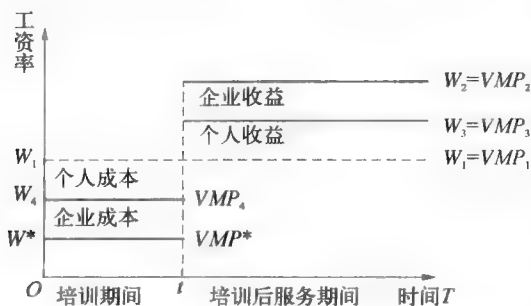 工资率
企业收益
W₂=VMP₂
个人收益
W₃=VMP₃
W₁
W₁=VMP₁
个人成本
W₄
VMP₄
企业成本
W*
VMP*
O
培训期间
t
培训后服务期间
时间T